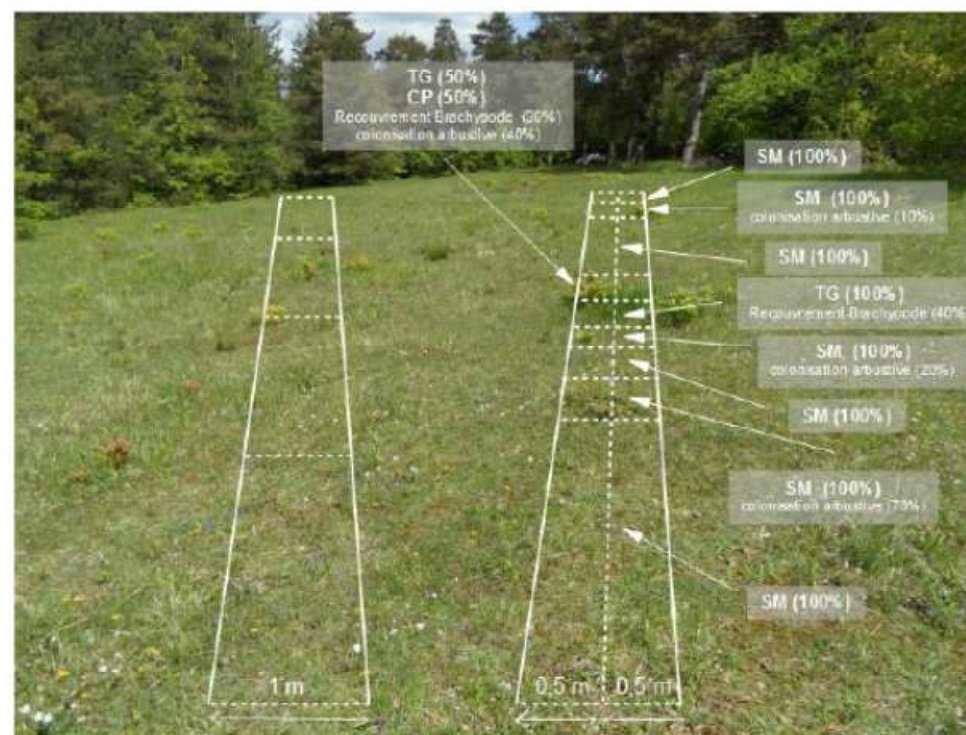 TG (50%)
CP (50%)
Recouvrement Brachypode (30%)
colonisation arbustive (40%)
SM (100%)
SM (100%)
colonisation arbustive (10%)
SM (100%)
TG (100%)
Recouvrement Brachypode (40%
SM, (100%)
colonisation arbustive (20%)
SM (100%)
SM (100%)
colonisation arbustive (70%)
SM (100%)
1 m
0,5 m
0,5 m